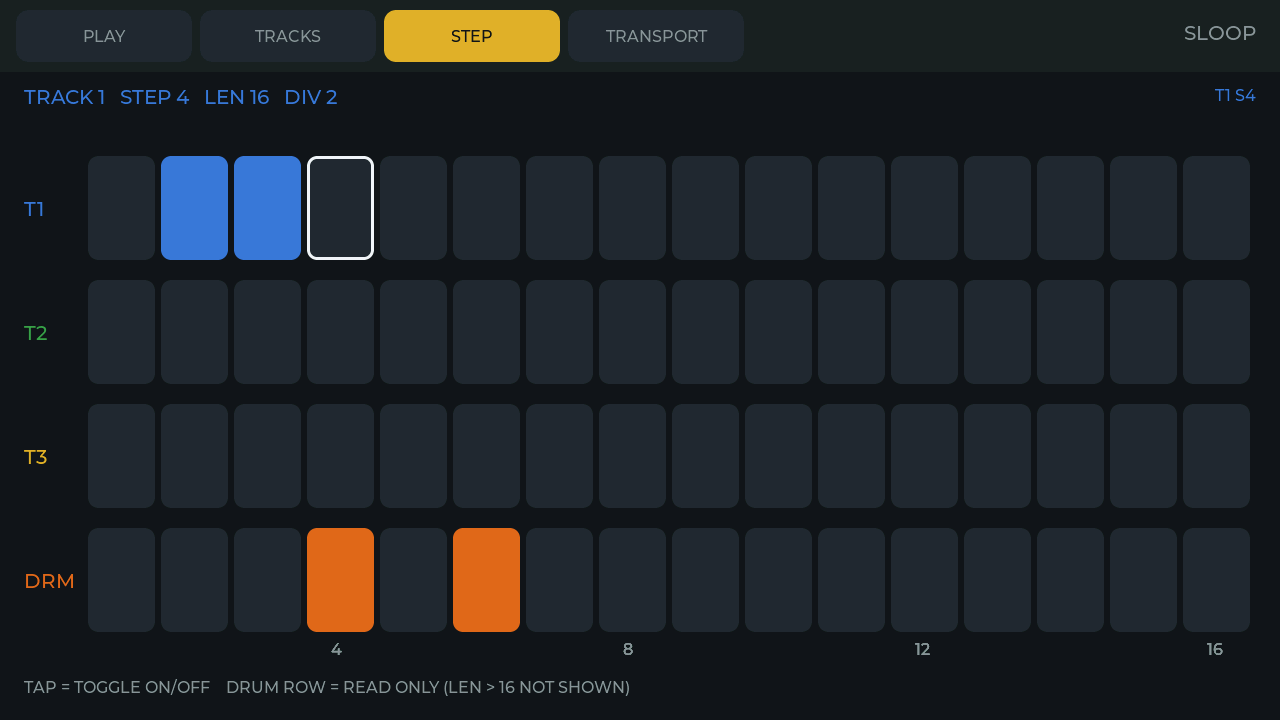 PLAY TRACKS STEP TRANSPORT SLOOP
TRACK 1 STEP 4 LEN 16 DIV 2 T1 S4
T1
T2
T3
DRM
4 8 12 16
TAP = TOGGLE ON/OFF DRUM ROW = READ ONLY (LEN > 16 NOT SHOWN)